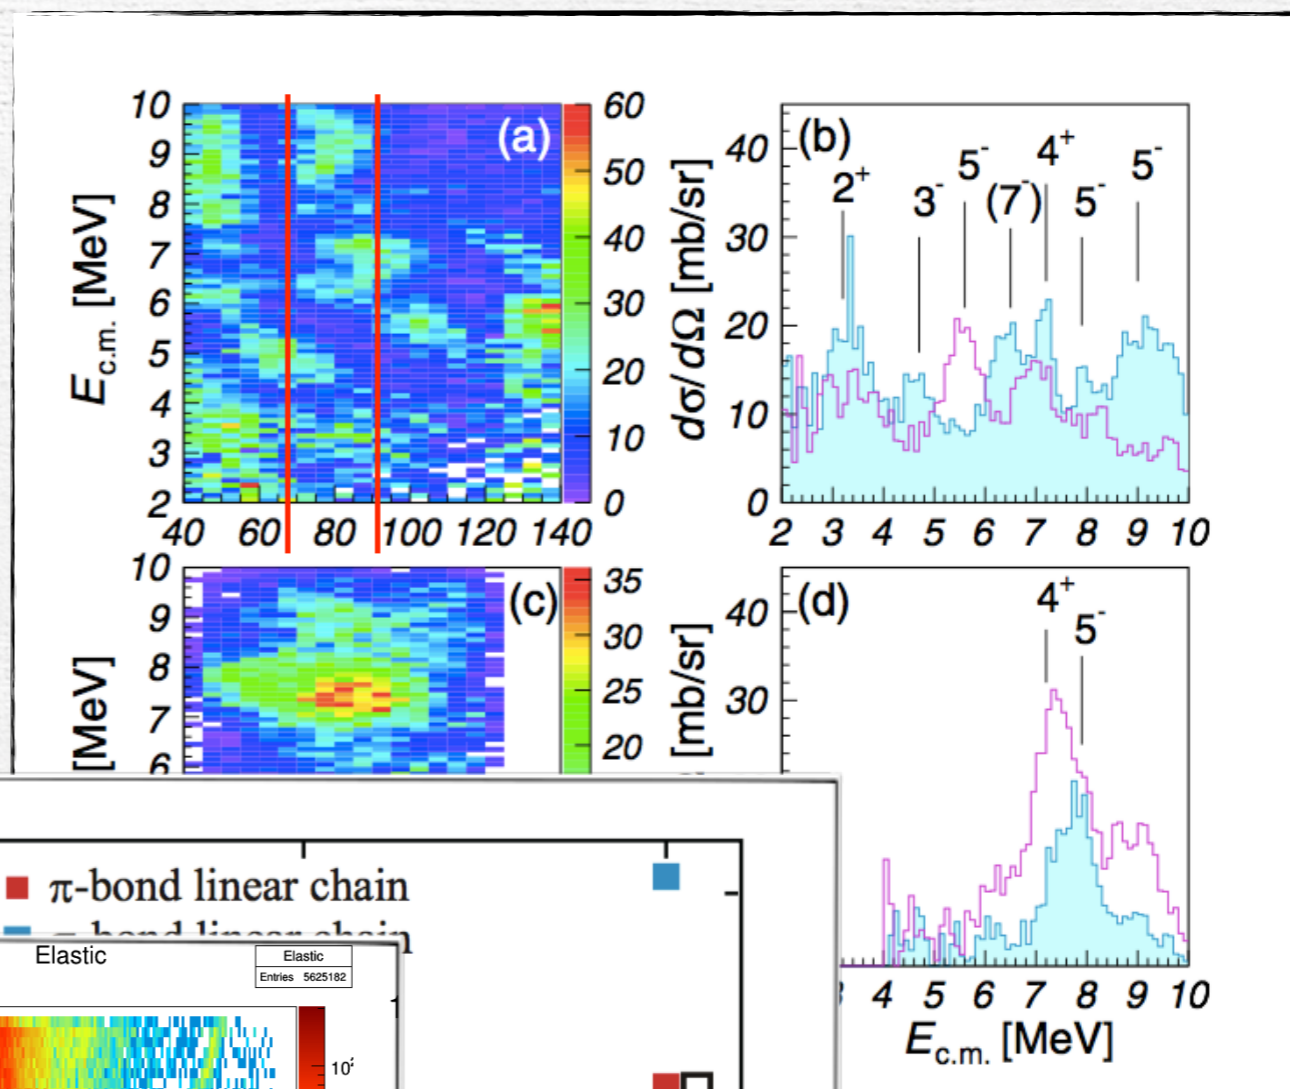 (a)
10
9
8
7
6
5
4
3
2
E_c.m. [MeV]
40 60 80 100 120 140
60
50
40
30
20
10
0
(b)
2⁺ 3⁻ 5⁻ (7⁻) 4⁺ 5⁻ 5⁻
40
30
20
10
0
dσ/dΩ [mb/sr]
2 3 4 5 6 7 8 9 10
(c)
10
9
8
7
6
[MeV]
35
30
25
20
(d)
4⁺
5⁻
40
30
[mb/sr]
4 5 6 7 8 9 10
E_c.m. [MeV]
π-bond linear chain
Elastic
Elastic
Entries 5625182